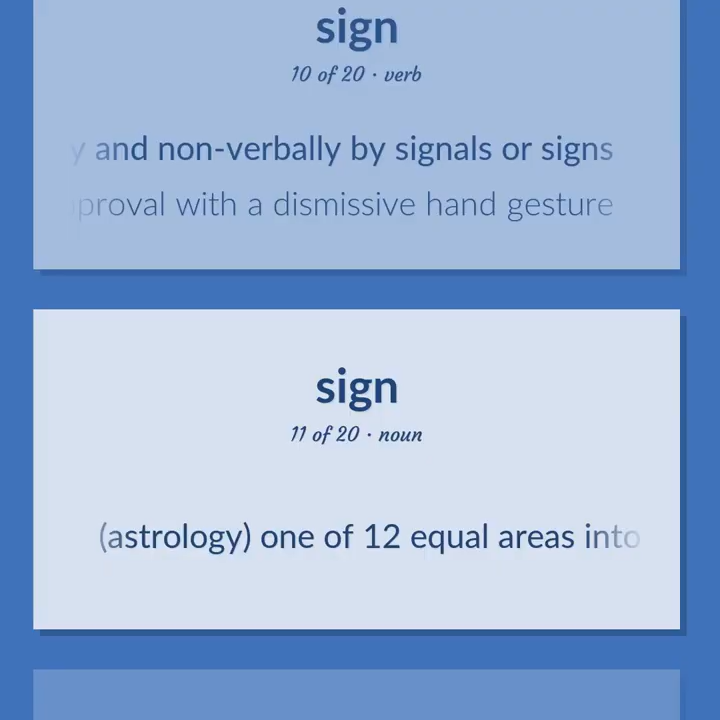 sign
10 of 20 · verb
y and non-verbally by signals or signs
proval with a dismissive hand gesture
sign
11 of 20 · noun
(astrology) one of 12 equal areas into